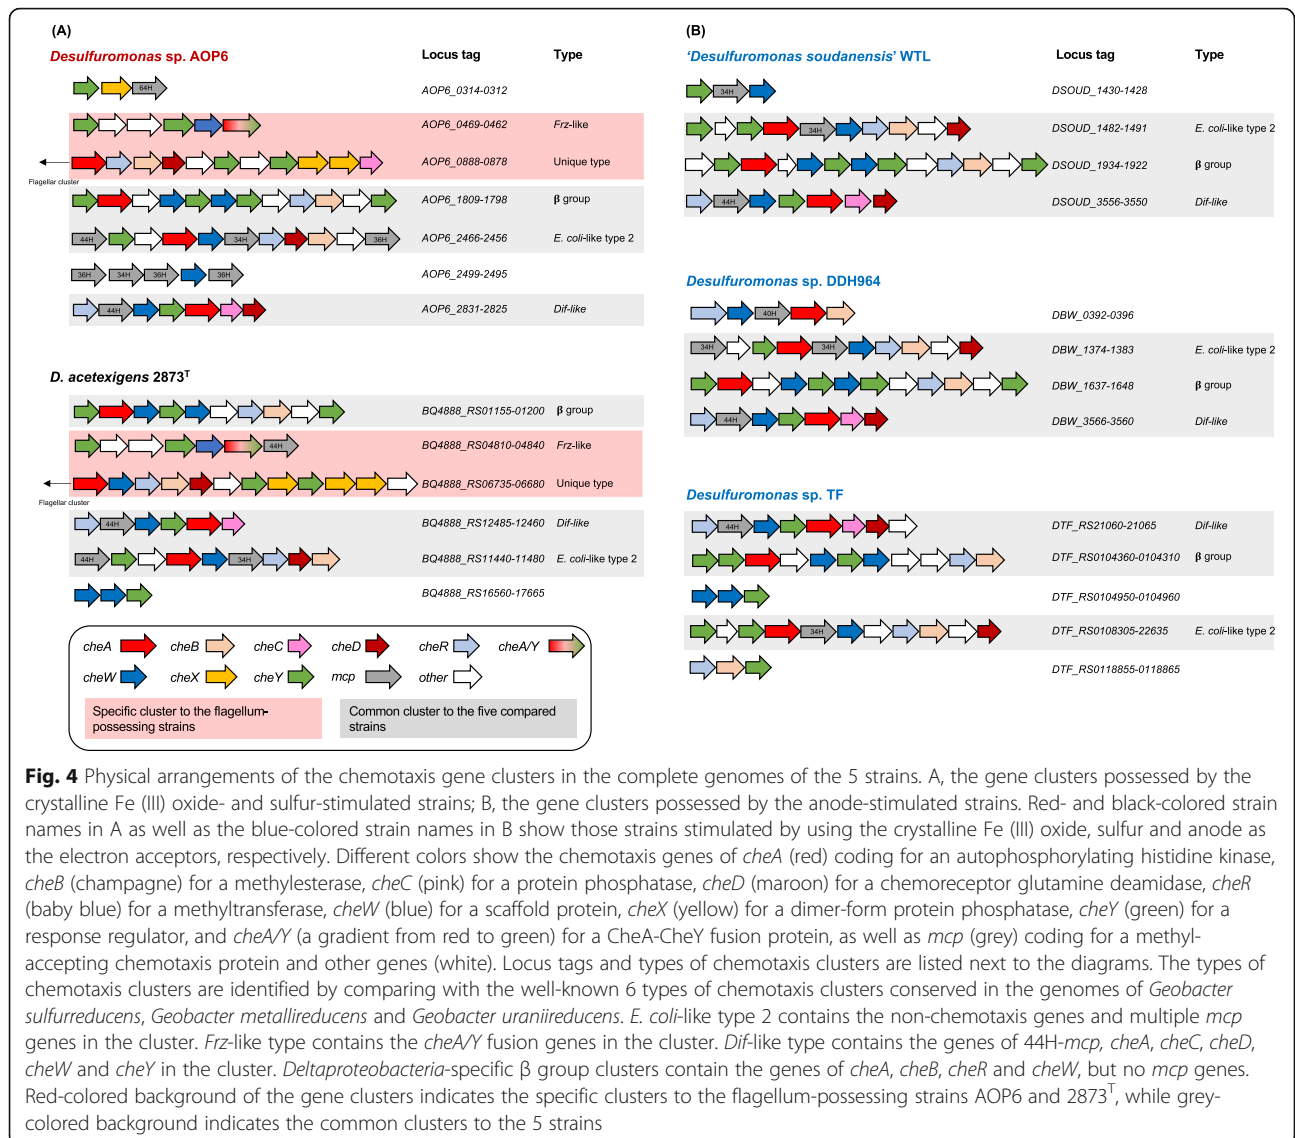 (A)
Desulfuromonas sp. AOP6 Locus tag Type
64H AOP6_0314-0312
AOP6_0469-0462 Frz-like
AOP6_0888-0878 Unique type
Flagellar cluster
AOP6_1809-1798 β group
44H 34H 36H AOP6_2466-2456 E. coli-like type 2
36H 34H 36H 36H AOP6_2499-2495
44H AOP6_2831-2825 Dif-like
D. acetexigens 2873T
BQ4888_RS01155-01200 β group
44H BQ4888_RS04810-04840 Frz-like
BQ4888_RS06735-06680 Unique type
Flagellar cluster
44H BQ4888_RS12485-12460 Dif-like
44H 34H BQ4888_RS11440-11480 E. coli-like type 2
BQ4888_RS16560-17665
cheA cheB cheC cheD cheR cheA/Y
cheW cheX cheY mcp other
Specific cluster to the flagellum-
possessing strains
Common cluster to the five compared
strains
(B)
‘Desulfuromonas soudanensis’ WTL Locus tag Type
34H DSOUD_1430-1428
34H DSOUD_1482-1491 E. coli-like type 2
DSOUD_1934-1922 β group
44H DSOUD_3556-3550 Dif-like
Desulfuromonas sp. DDH964
40H DBW_0392-0396
34H 34H DBW_1374-1383 E. coli-like type 2
DBW_1637-1648 β group
44H DBW_3566-3560 Dif-like
Desulfuromonas sp. TF
44H DTF_RS21060-21065 Dif-like
DTF_RS0104360-0104310 β group
DTF_RS0104950-0104960
34H DTF_RS0108305-22635 E. coli-like type 2
DTF_RS0118855-0118865
Fig. 4 Physical arrangements of the chemotaxis gene clusters in the complete genomes of the 5 strains. A, the gene clusters possessed by the
crystalline Fe (III) oxide- and sulfur-stimulated strains; B, the gene clusters possessed by the anode-stimulated strains. Red- and black-colored strain
names in A as well as the blue-colored strain names in B show those strains stimulated by using the crystalline Fe (III) oxide, sulfur and anode as
the electron acceptors, respectively. Different colors show the chemotaxis genes of cheA (red) coding for an autophosphorylating histidine kinase,
cheB (champagne) for a methylesterase, cheC (pink) for a protein phosphatase, cheD (maroon) for a chemoreceptor glutamine deamidase, cheR
(baby blue) for a methyltransferase, cheW (blue) for a scaffold protein, cheX (yellow) for a dimer-form protein phosphatase, cheY (green) for a
response regulator, and cheA/Y (a gradient from red to green) for a CheA-CheY fusion protein, as well as mcp (grey) coding for a methyl-
accepting chemotaxis protein and other genes (white). Locus tags and types of chemotaxis clusters are listed next to the diagrams. The types of
chemotaxis clusters are identified by comparing with the well-known 6 types of chemotaxis clusters conserved in the genomes of Geobacter
sulfurreducens, Geobacter metallireducens and Geobacter uraniireducens. E. coli-like type 2 contains the non-chemotaxis genes and multiple mcp
genes in the cluster. Frz-like type contains the cheA/Y fusion genes in the cluster. Dif-like type contains the genes of 44H-mcp, cheA, cheC, cheD,
cheW and cheY in the cluster. Deltaproteobacteria-specific β group clusters contain the genes of cheA, cheB, cheR and cheW, but no mcp genes.
Red-colored background of the gene clusters indicates the specific clusters to the flagellum-possessing strains AOP6 and 2873T, while grey-
colored background indicates the common clusters to the 5 strains